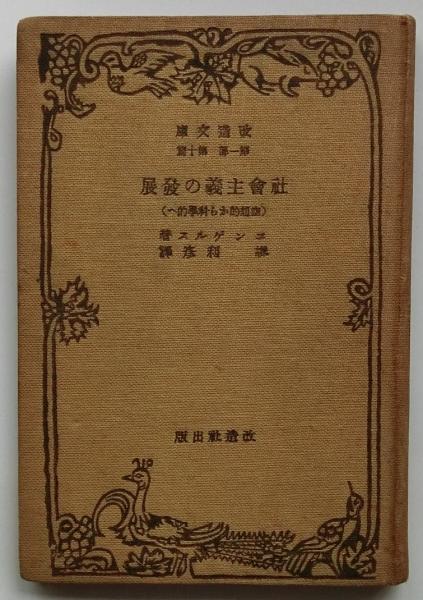 改造文庫
第一部 第十篇
社會主義の發展
(空想的から科學的へ)
エンゲルス著
堺利彦譯
改造社出版